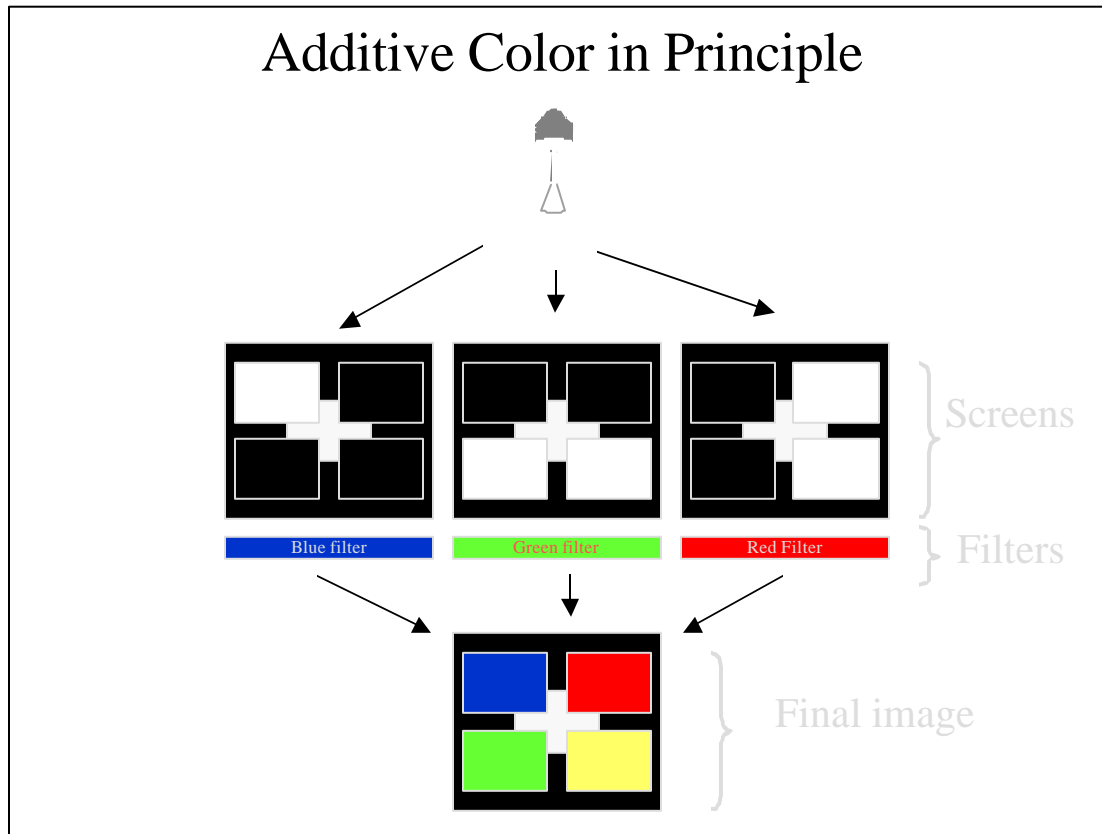 Additive Color in Principle
Screens
Blue filter
Green filter
Red Filter
Filters
Final image